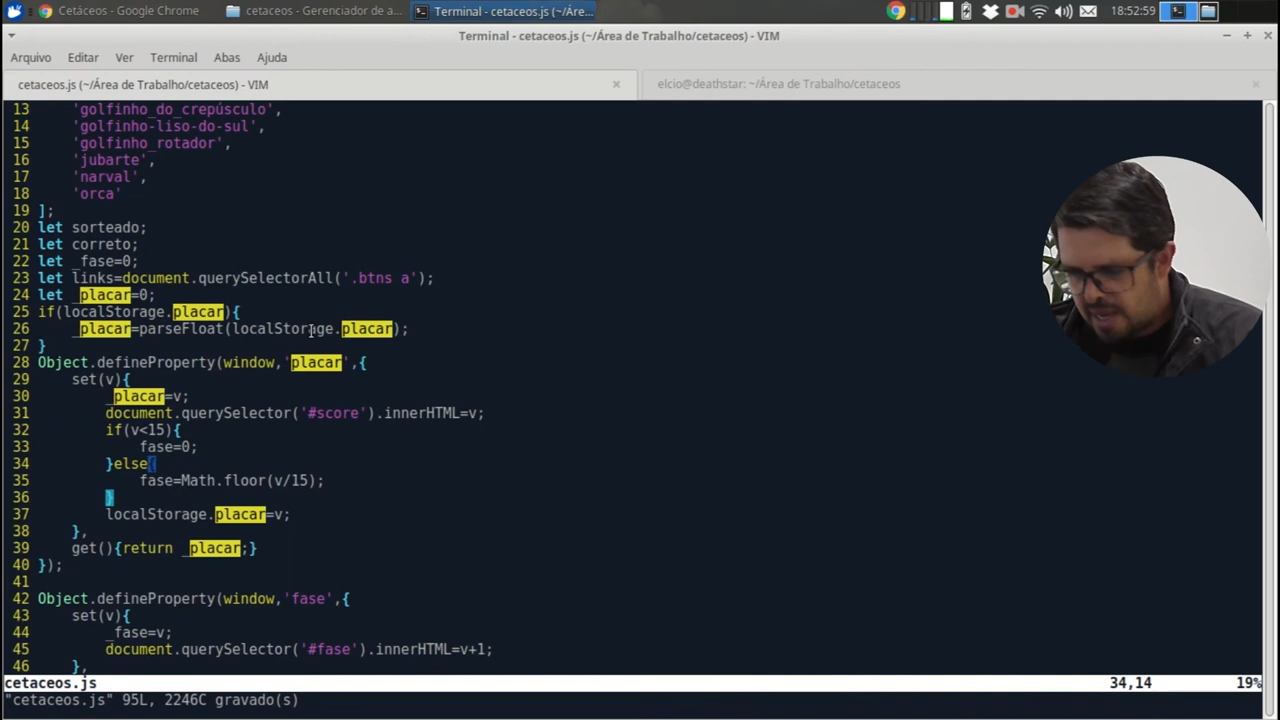 Cetáceos - Google Chrome
cetaceos - Gerenciador de a...
Terminal - cetaceos.js (~/Áre...
18:52:59
Terminal - cetaceos.js (~/Área de Trabalho/cetaceos) - VIM
Arquivo Editar Ver Terminal Abas Ajuda
cetaceos.js (~/Área de Trabalho/cetaceos) - VIM
elcio@deathstar: ~/Área de Trabalho/cetaceos
13     'golfinho_do_crepúsculo',
14     'golfinho-liso-do-sul',
15     'golfinho_rotador',
16     'jubarte',
17     'narval',
18     'orca'
19 ];
20 let sorteado;
21 let correto;
22 let _fase=0;
23 let links=document.querySelectorAll('.btns a');
24 let _placar=0;
25 if(localStorage.placar){
26     _placar=parseFloat(localStorage.placar);
27 }
28 Object.defineProperty(window,'placar',{
29     set(v){
30         _placar=v;
31         document.querySelector('#score').innerHTML=v;
32         if(v<15){
33             fase=0;
34         }else{
35             fase=Math.floor(v/15);
36         }
37         localStorage.placar=v;
38     },
39     get(){return _placar;}
40 });
41
42 Object.defineProperty(window,'fase',{
43     set(v){
44         _fase=v;
45         document.querySelector('#fase').innerHTML=v+1;
46     },
cetaceos.js 34,14 19%
"cetaceos.js" 95L, 2246C gravado(s)